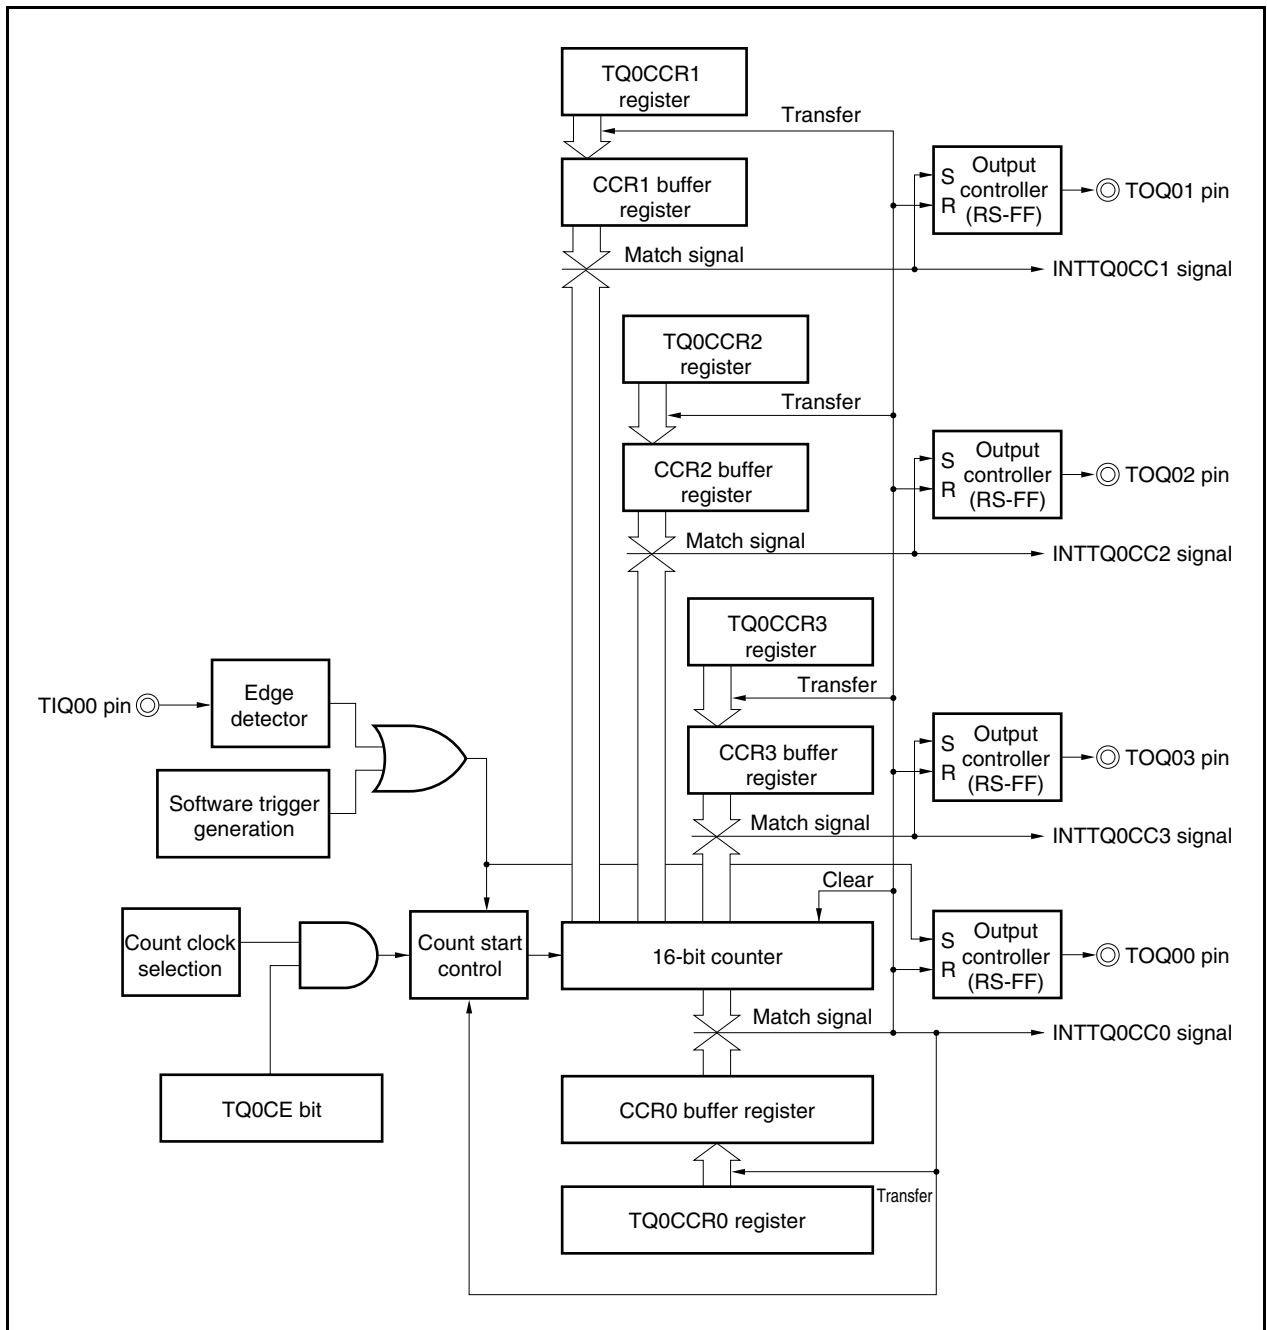 TQ0CCR1
register
Transfer
CCR1 buffer
register
S
R
Output
controller
(RS-FF)
TOQ01 pin
Match signal
INTTQ0CC1 signal
TQ0CCR2
register
Transfer
CCR2 buffer
register
S
R
Output
controller
(RS-FF)
TOQ02 pin
Match signal
INTTQ0CC2 signal
TQ0CCR3
register
Transfer
TIQ00 pin
Edge
detector
CCR3 buffer
register
S
R
Output
controller
(RS-FF)
TOQ03 pin
Software trigger
generation
Match signal
INTTQ0CC3 signal
Clear
Count clock
selection
Count start
control
16-bit counter
S
R
Output
controller
(RS-FF)
TOQ00 pin
Match signal
INTTQ0CC0 signal
TQ0CE bit
CCR0 buffer register
Transfer
TQ0CCR0 register